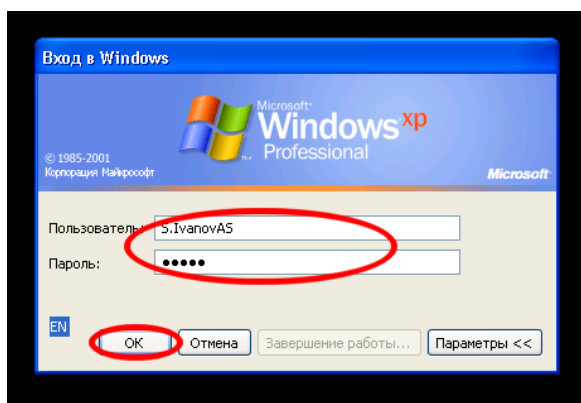 Вход в Windows
Microsoft
Windows xp
Professional
© 1985-2001
Корпорация Майкрософт
Microsoft
Пользователь: S.IvanovAS
Пароль: •••••
EN
ОК Отмена Завершение работы... Параметры <<